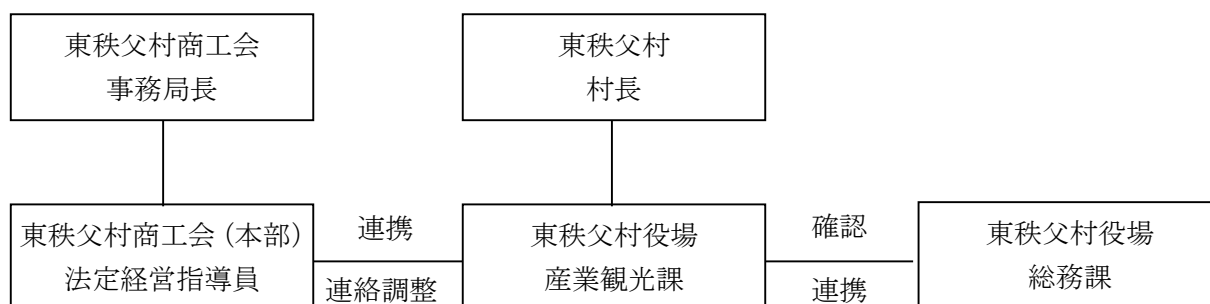 東秩父村商工会
事務局長
東秩父村
村長
東秩父村商工会(本部)
法定経営指導員
連携
連絡調整
東秩父村役場
産業観光課
確認
連携
東秩父村役場
総務課